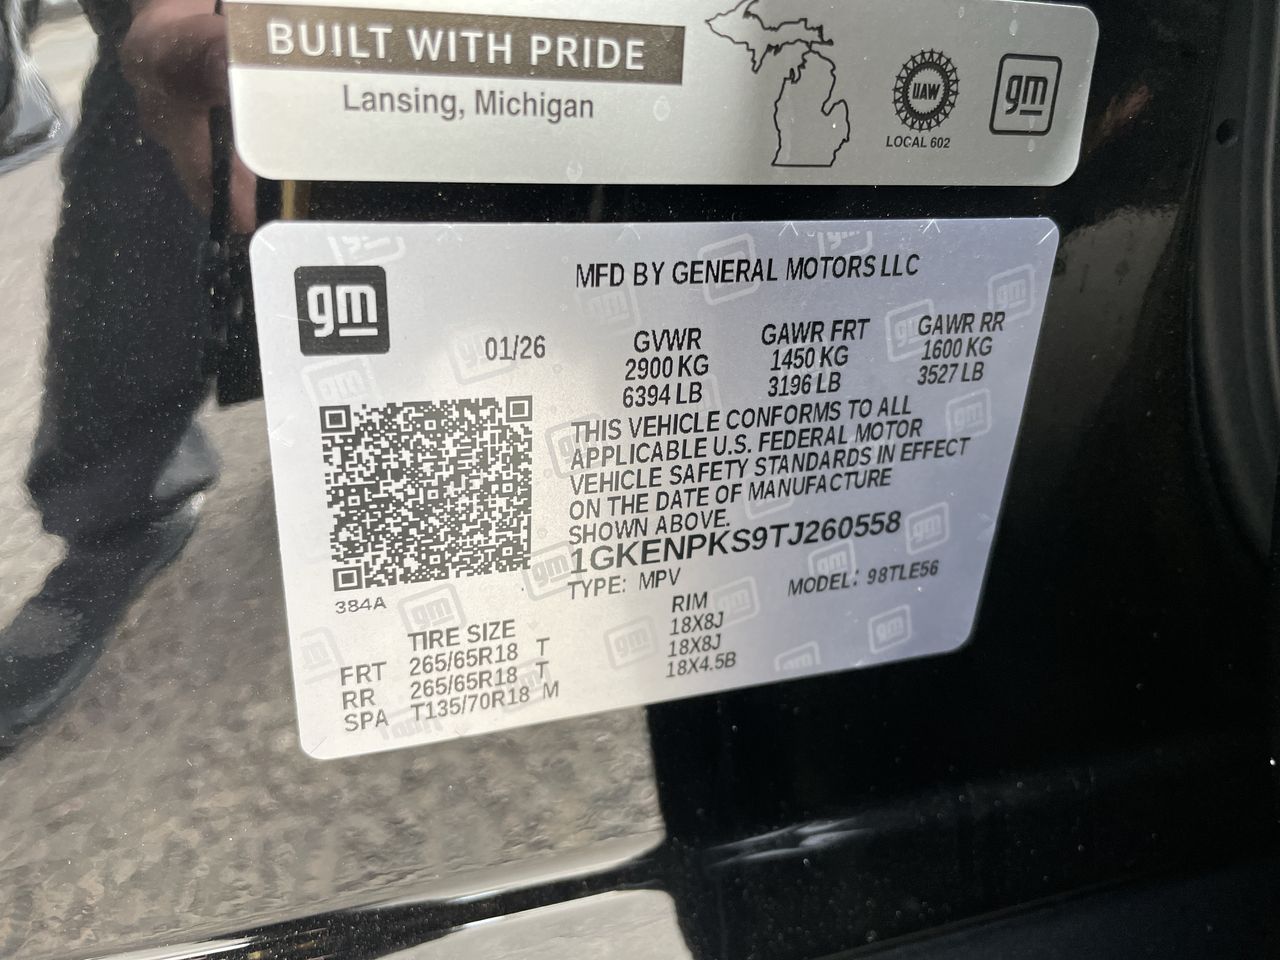 BUILT WITH PRIDE
Lansing, Michigan
UAW
LOCAL 602
gm
gm
MFD BY GENERAL MOTORS LLC
01/26
GVWR GAWR FRT GAWR RR
2900 KG 1450 KG 1600 KG
6394 LB 3196 LB 3527 LB
THIS VEHICLE CONFORMS TO ALL
APPLICABLE U.S. FEDERAL MOTOR
VEHICLE SAFETY STANDARDS IN EFFECT
ON THE DATE OF MANUFACTURE
SHOWN ABOVE.
1GKENPKS9TJ260558
TYPE: MPV MODEL: 98TLE56
384A
TIRE SIZE RIM
FRT 265/65R18 T 18X8J
RR 265/65R18 T 18X8J
SPA T135/70R18 M 18X4.5B